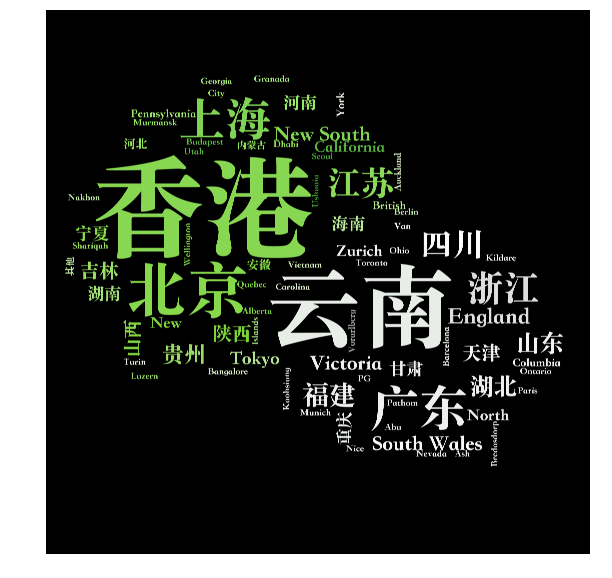 Georgia
Granada
City
河南
York
Pennsylvania
Murmansk
上海
New South
河北
Budapest
内蒙古
Dhabi
California
Utah
Seoul
香港
江苏
Auckland
Nakhon
Ushuaia
British
Berlin
宁夏
海南
Van
Shariqah
Wellington
Zurich
Ohio
四川
其他
吉林
安徽
Vietnam
Toronto
Kildare
湖南
北京
Quebec
Carolina
云南
浙江
Alberta
New
Islands
England
山西
陕西
Vorarlberg
Barcelona
贵州
Tokyo
Victoria
天津
山东
Turin
甘肃
Columbia
Luzern
Bangalore
PG
Ontario
Kaohsiung
福建
湖北
Paris
Munich
广东
Pathom
North
重庆
Abu
South Wales
Nice
Nevada
Ash
Bredasdorp